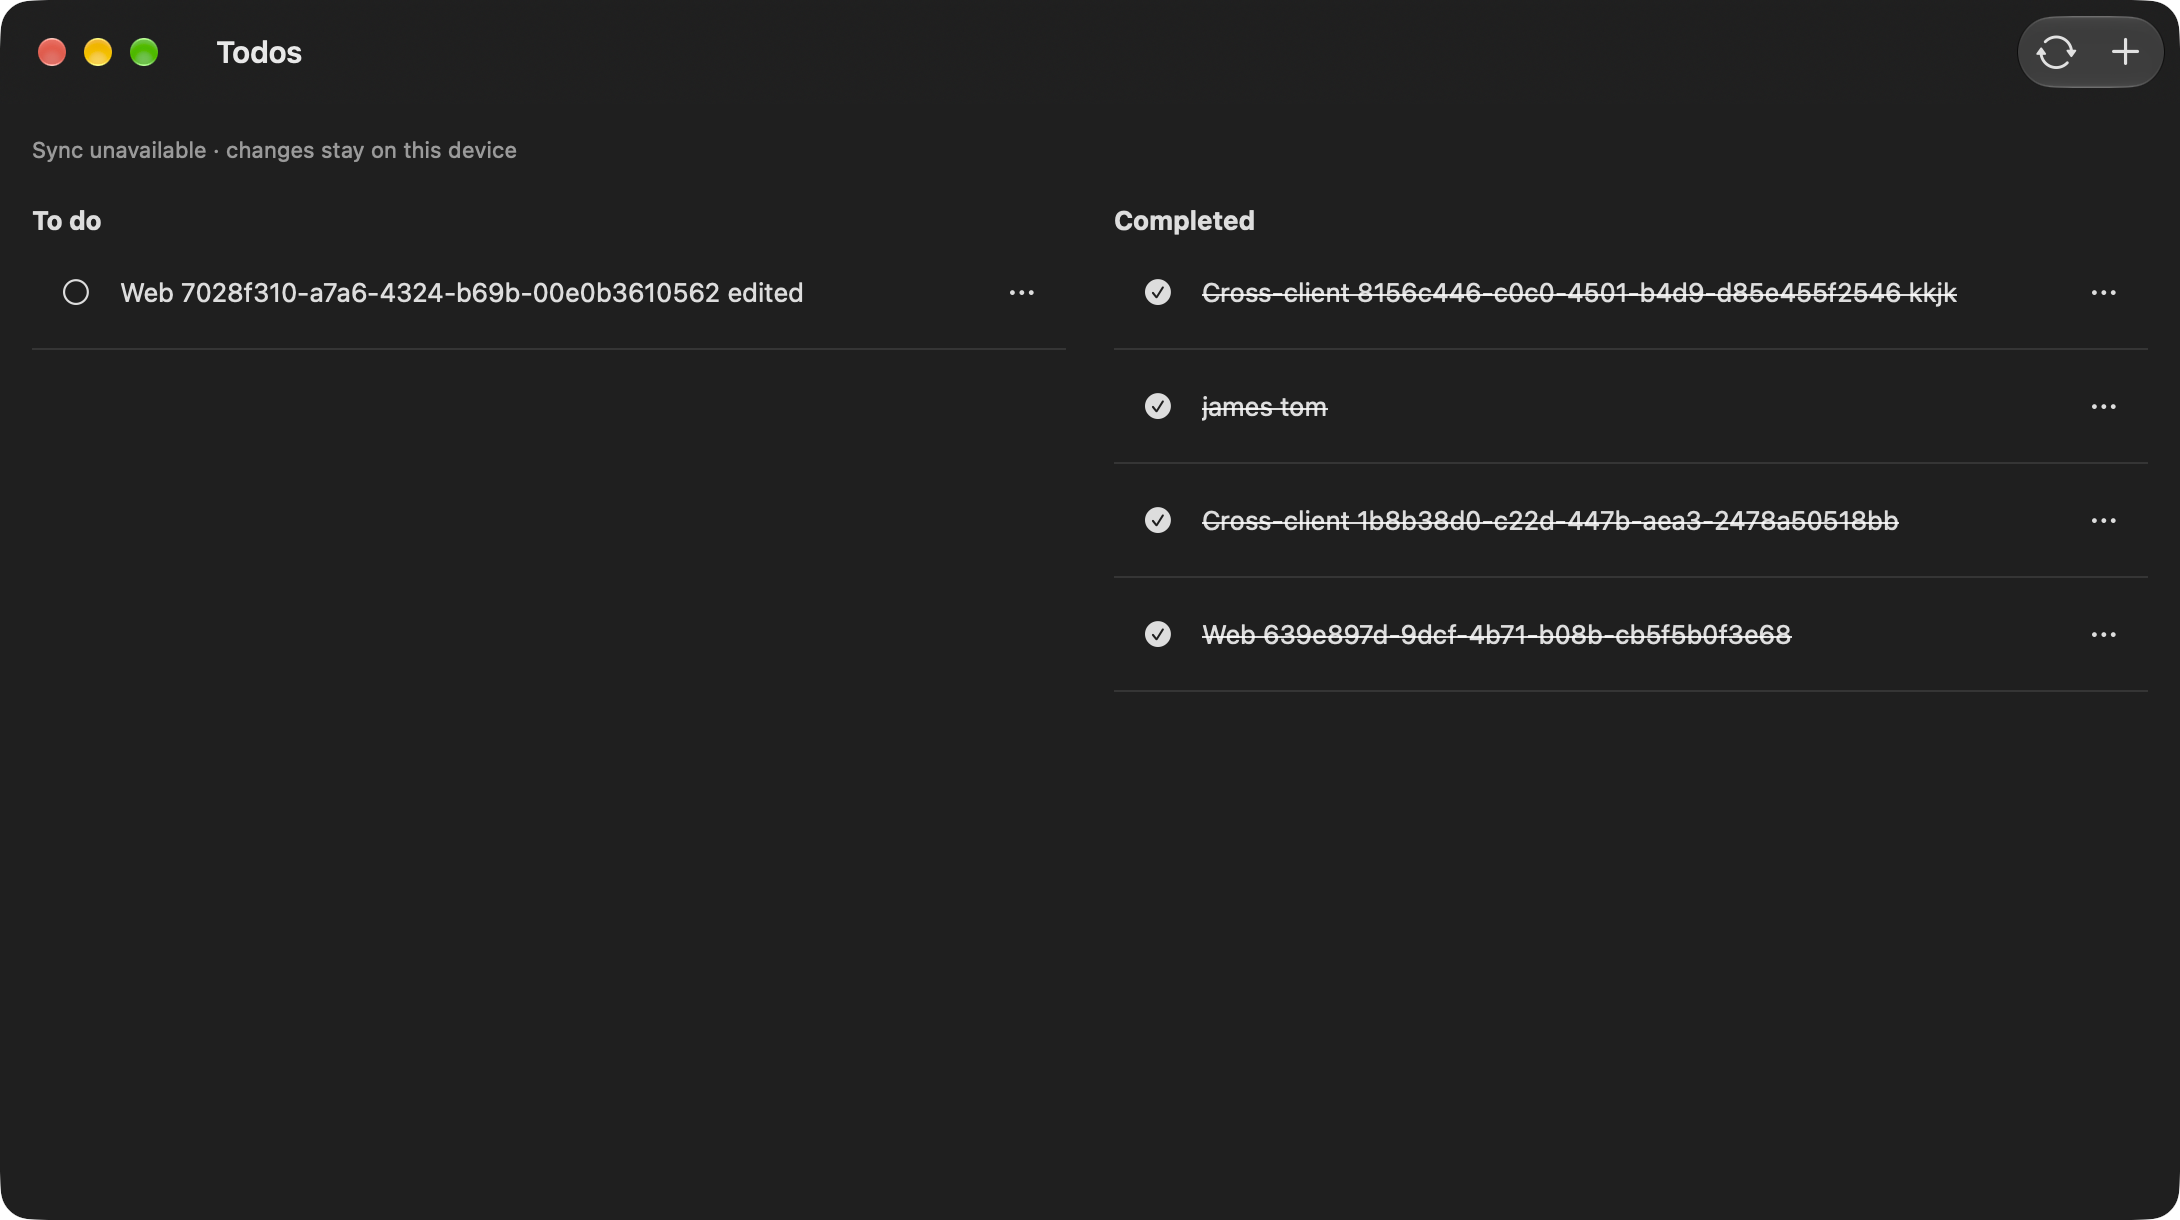 Todos
Sync unavailable · changes stay on this device
To do
Web 7028f310-a7a6-4324-b69b-00e0b3610562 edited
Completed
Cross-client 8156c446-c0c0-4501-b4d9-d85e455f2546 kkjk
james tom
Cross-client 1b8b38d0-c22d-447b-aea3-2478a50518bb
Web 639e897d-9dcf-4b71-b08b-cb5f5b0f3e68